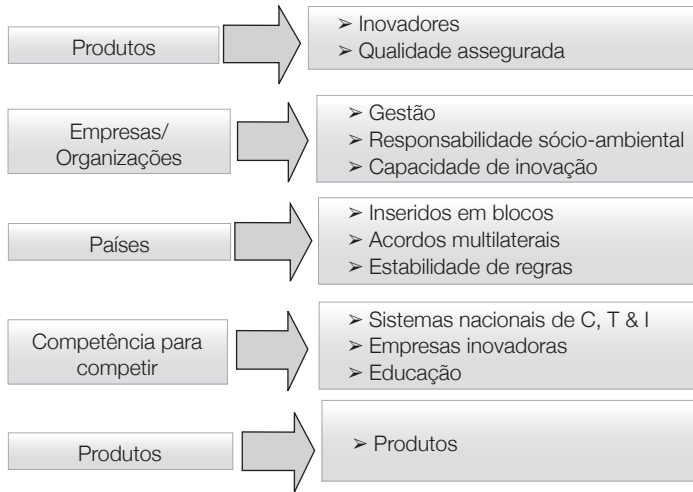 Produtos
➢ Inovadores
➢ Qualidade assegurada
Empresas/
Organizações
➢ Gestão
➢ Responsabilidade sócio-ambiental
➢ Capacidade de inovação
Países
➢ Inseridos em blocos
➢ Acordos multilaterais
➢ Estabilidade de regras
Competência para
competir
➢ Sistemas nacionais de C, T & I
➢ Empresas inovadoras
➢ Educação
Produtos
➢ Produtos